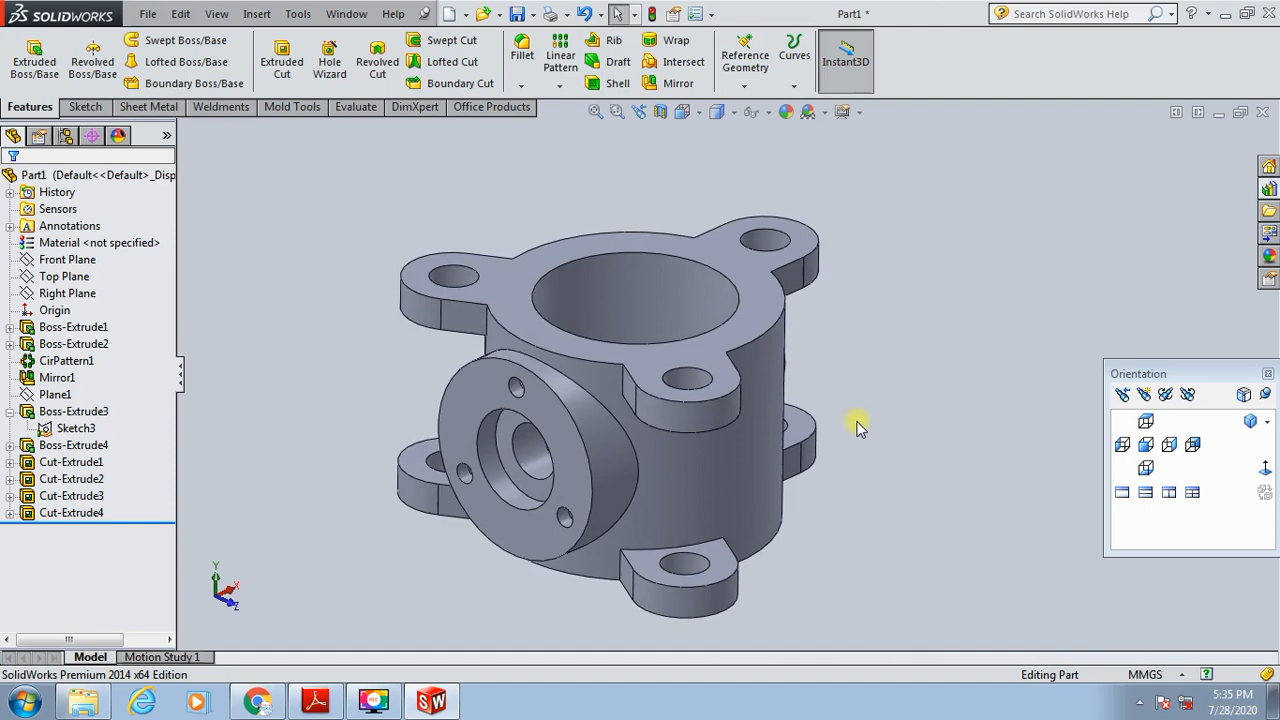 SOLIDWORKS File Edit View Insert Tools Window Help Part1 * Search SolidWorks Help
Extruded Boss/Base
Revolved Boss/Base
Swept Boss/Base
Lofted Boss/Base
Boundary Boss/Base
Extruded Cut
Hole Wizard
Revolved Cut
Swept Cut
Lofted Cut
Boundary Cut
Fillet
Linear Pattern
Rib
Draft
Shell
Wrap
Intersect
Mirror
Reference Geometry
Curves
Instant3D
Features Sketch Sheet Metal Weldments Mold Tools Evaluate DimXpert Office Products
Part1 (Default<<Default>_Disp
History
Sensors
Annotations
Material <not specified>
Front Plane
Top Plane
Right Plane
Origin
Boss-Extrude1
Boss-Extrude2
CirPattern1
Mirror1
Plane1
Boss-Extrude3
Sketch3
Boss-Extrude4
Cut-Extrude1
Cut-Extrude2
Cut-Extrude3
Cut-Extrude4
Orientation
Y
X
Z
Model Motion Study 1
SolidWorks Premium 2014 x64 Edition Editing Part MMGS
REC
SW
5:35 PM
7/28/2020